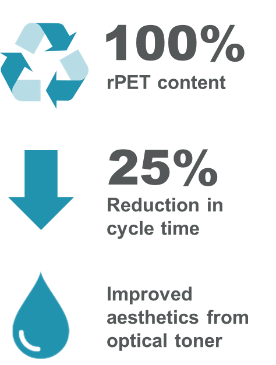 100%
rPET content
25%
Reduction in
cycle time
Improved
aesthetics from
optical toner